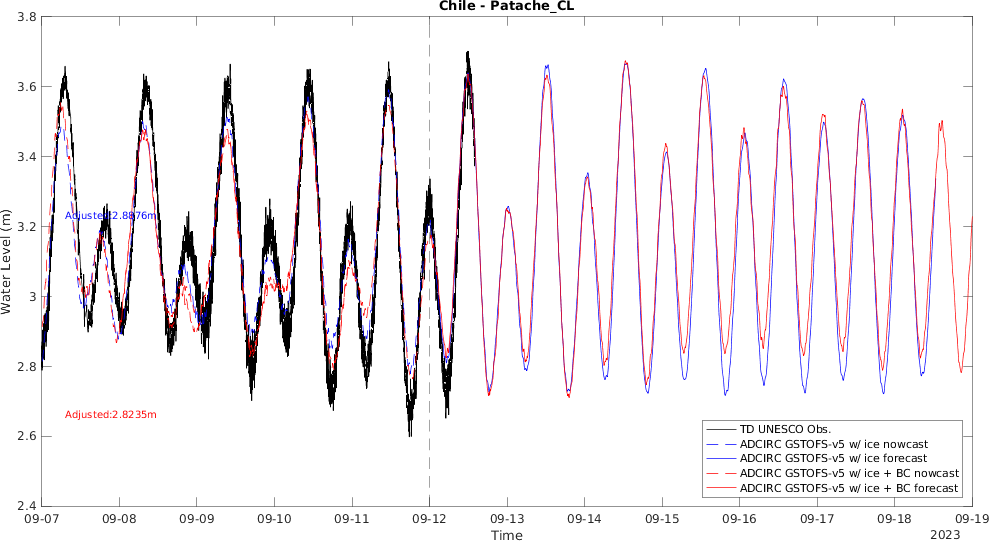 Chile - Patache_CL
3.8
3.6
3.4
3.2
3
2.8
2.6
2.4
Water Level (m)
Adjusted:2.8876m
Adjusted:2.8235m
TD UNESCO Obs.
ADCIRC GSTOFS-v5 w/ ice nowcast
ADCIRC GSTOFS-v5 w/ ice forecast
ADCIRC GSTOFS-v5 w/ ice + BC nowcast
ADCIRC GSTOFS-v5 w/ ice + BC forecast
09-07 09-08 09-09 09-10 09-11 09-12 09-13 09-14 09-15 09-16 09-17 09-18 09-19
Time
2023